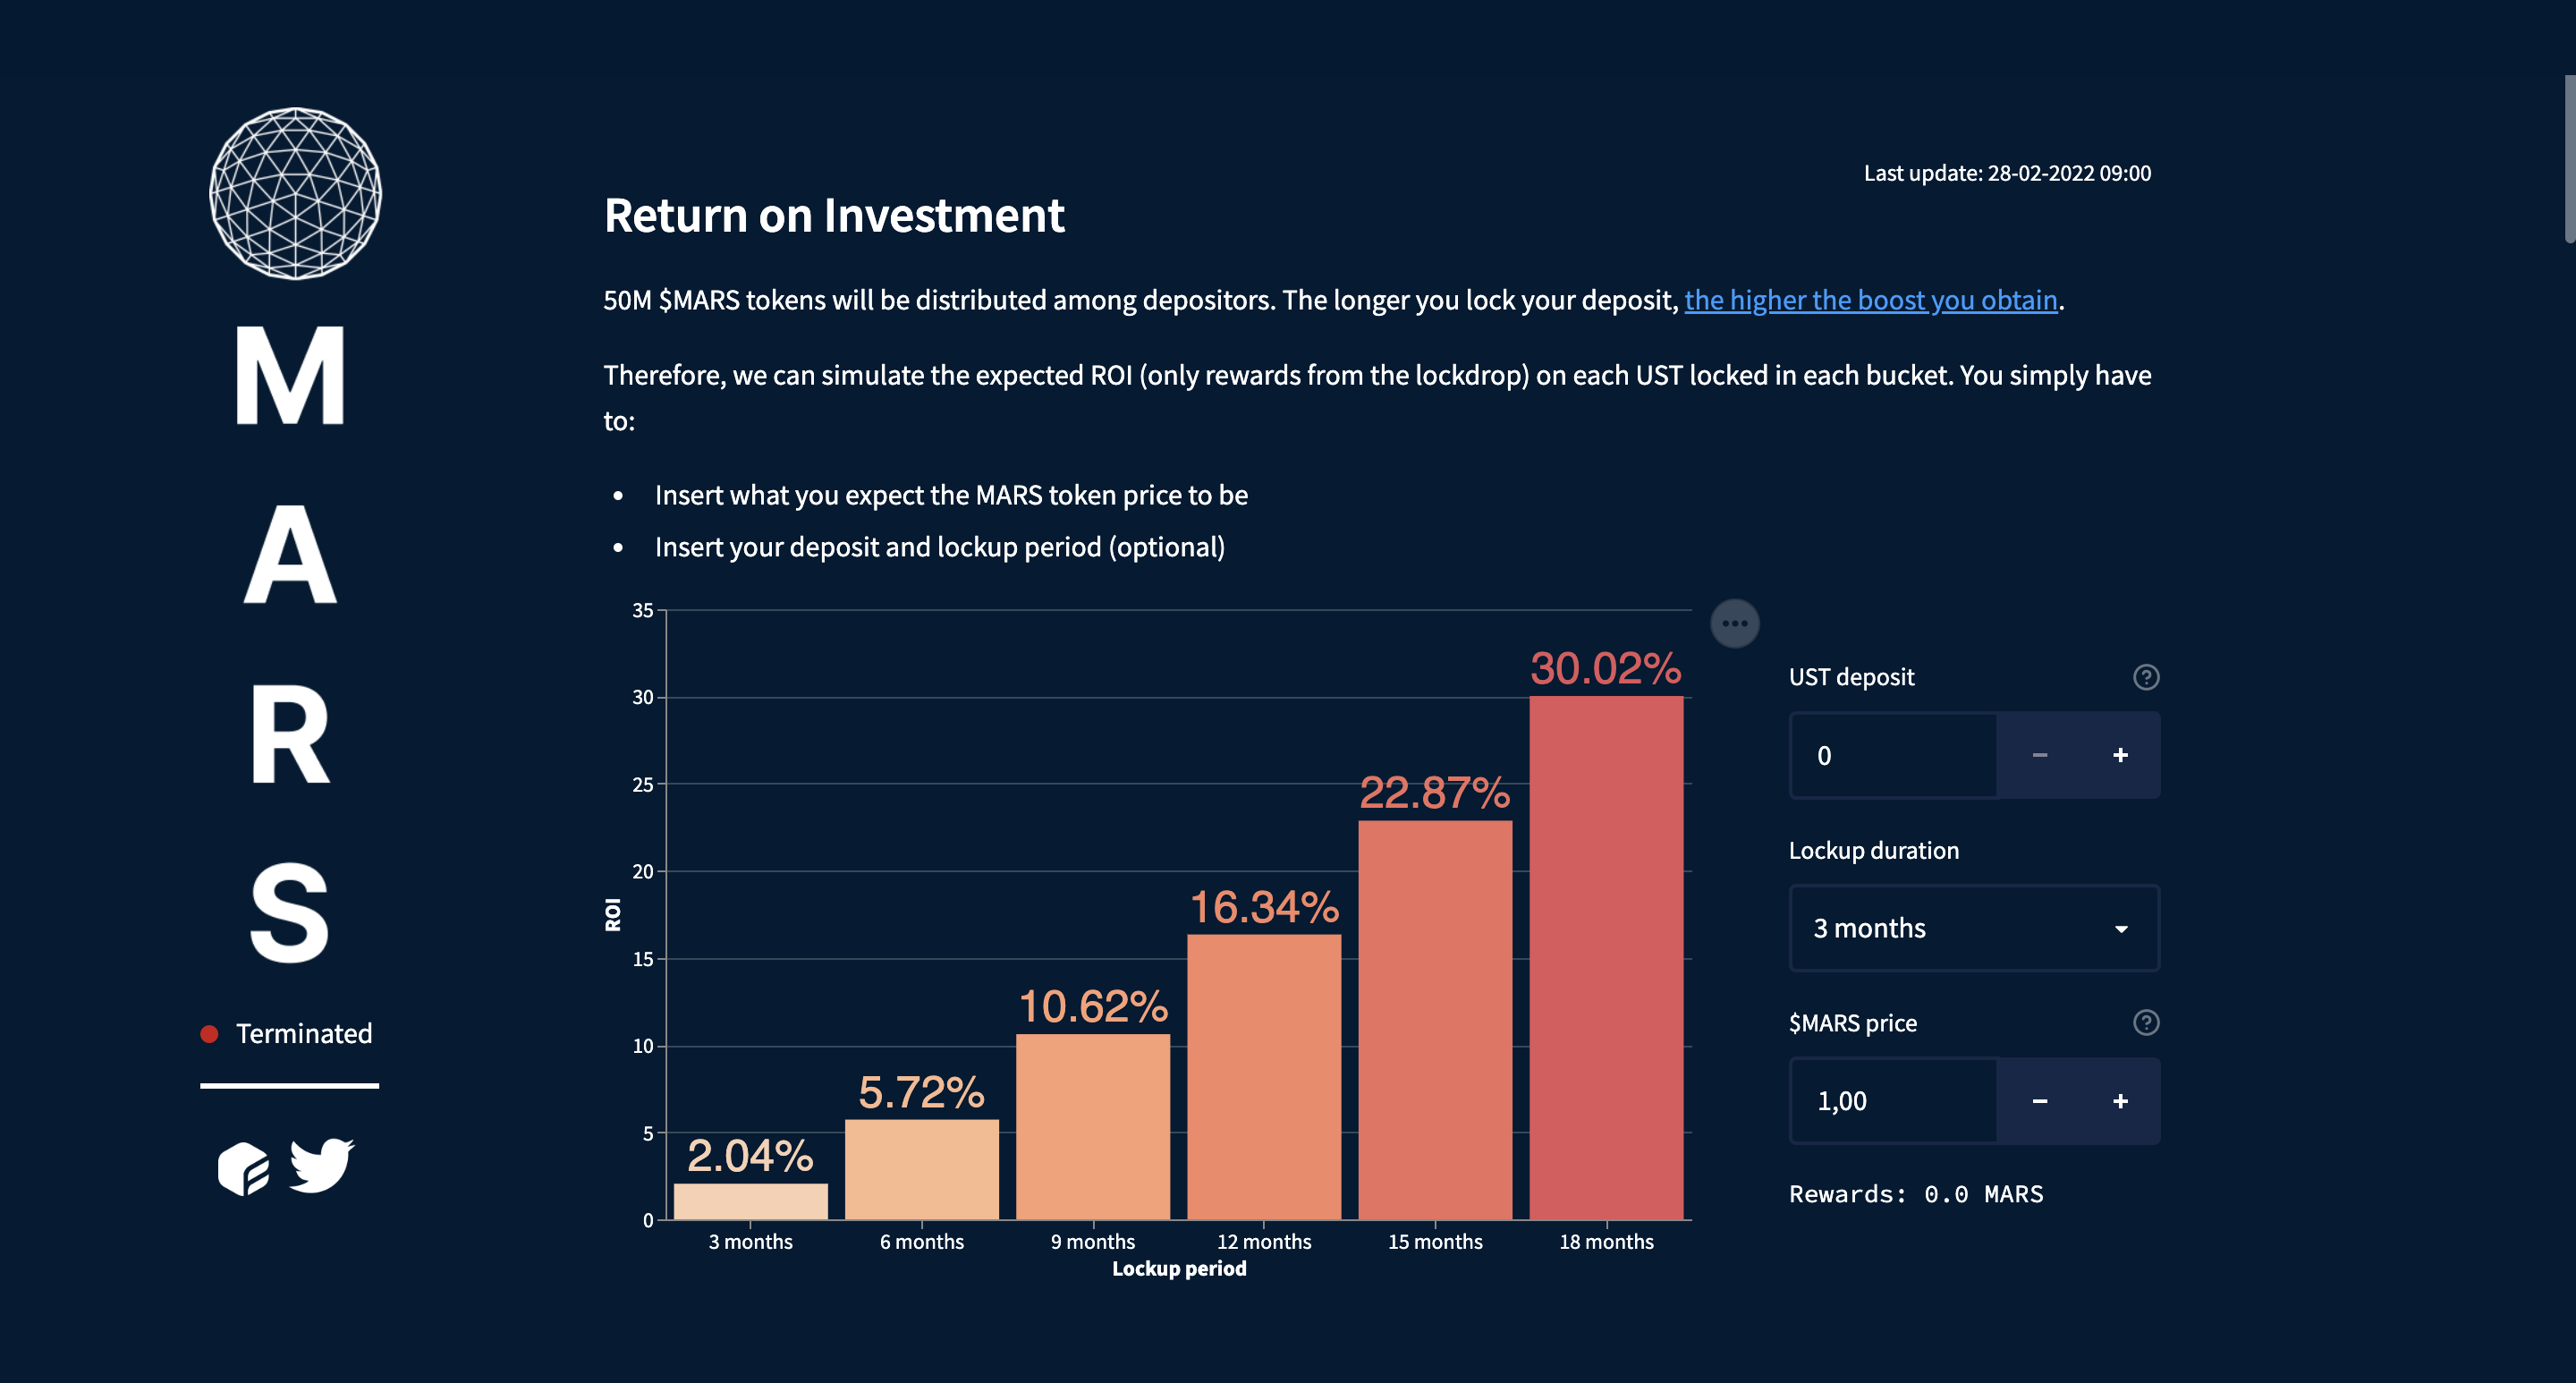 M
A
R
S
Terminated
Last update: 28-02-2022 09:00
Return on Investment
50M $MARS tokens will be distributed among depositors. The longer you lock your deposit, the higher the boost you obtain.
Therefore, we can simulate the expected ROI (only rewards from the lockdrop) on each UST locked in each bucket. You simply have
to:
• Insert what you expect the MARS token price to be
• Insert your deposit and lockup period (optional)
35
30
25
20
15
10
5
0
ROI
2.04%
5.72%
10.62%
16.34%
22.87%
30.02%
3 months
6 months
9 months
12 months
15 months
18 months
Lockup period
UST deposit
0
Lockup duration
3 months
$MARS price
1,00
Rewards: 0.0 MARS